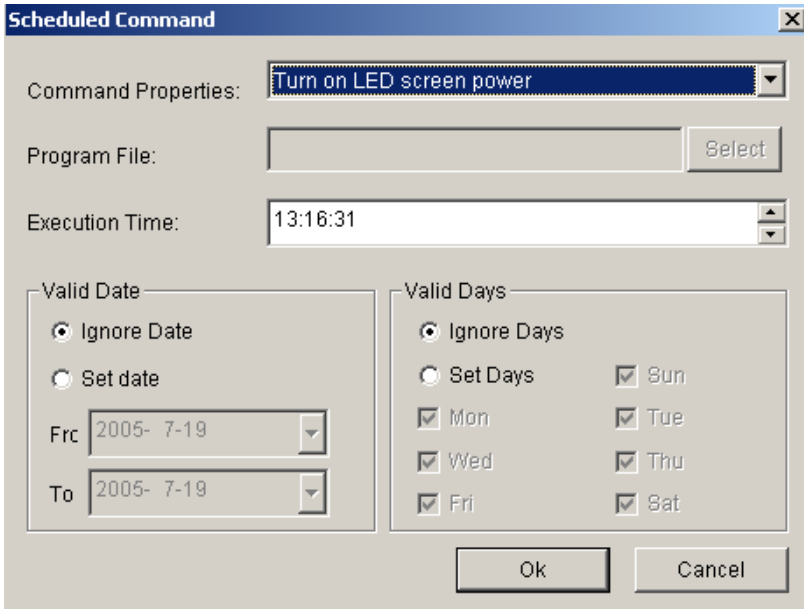 Scheduled Command
Command Properties: Turn on LED screen power
Program File: Select
Execution Time: 13:16:31
Valid Date
Ignore Date
Set date
Frc 2005- 7-19
To 2005- 7-19
Valid Days
Ignore Days
Set Days Sun
Mon Tue
Wed Thu
Fri Sat
Ok Cancel